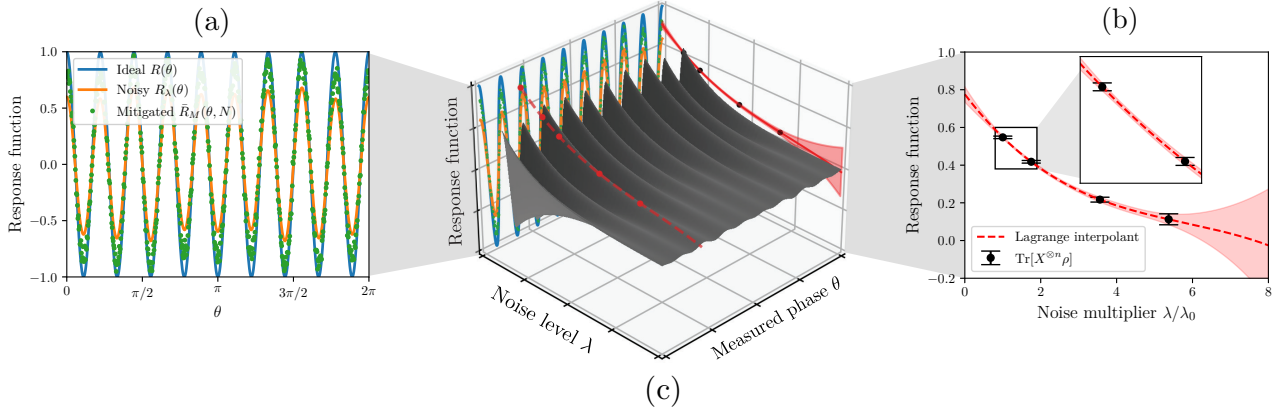 (a)
1.0
0.5
0.0
−0.5
−1.0
Response function
Ideal R(θ)
Noisy R_λ(θ)
Mitigated R̄_M(θ, N)
0 π/2 π 3π/2 2π
θ
Response function
Noise level λ
Measured phase θ
(c)
(b)
1.0
0.8
0.6
0.4
0.2
0.0
−0.2
Response function
Lagrange interpolant
Tr[X^{⊗n}ρ]
0 2 4 6 8
Noise multiplier λ/λ₀